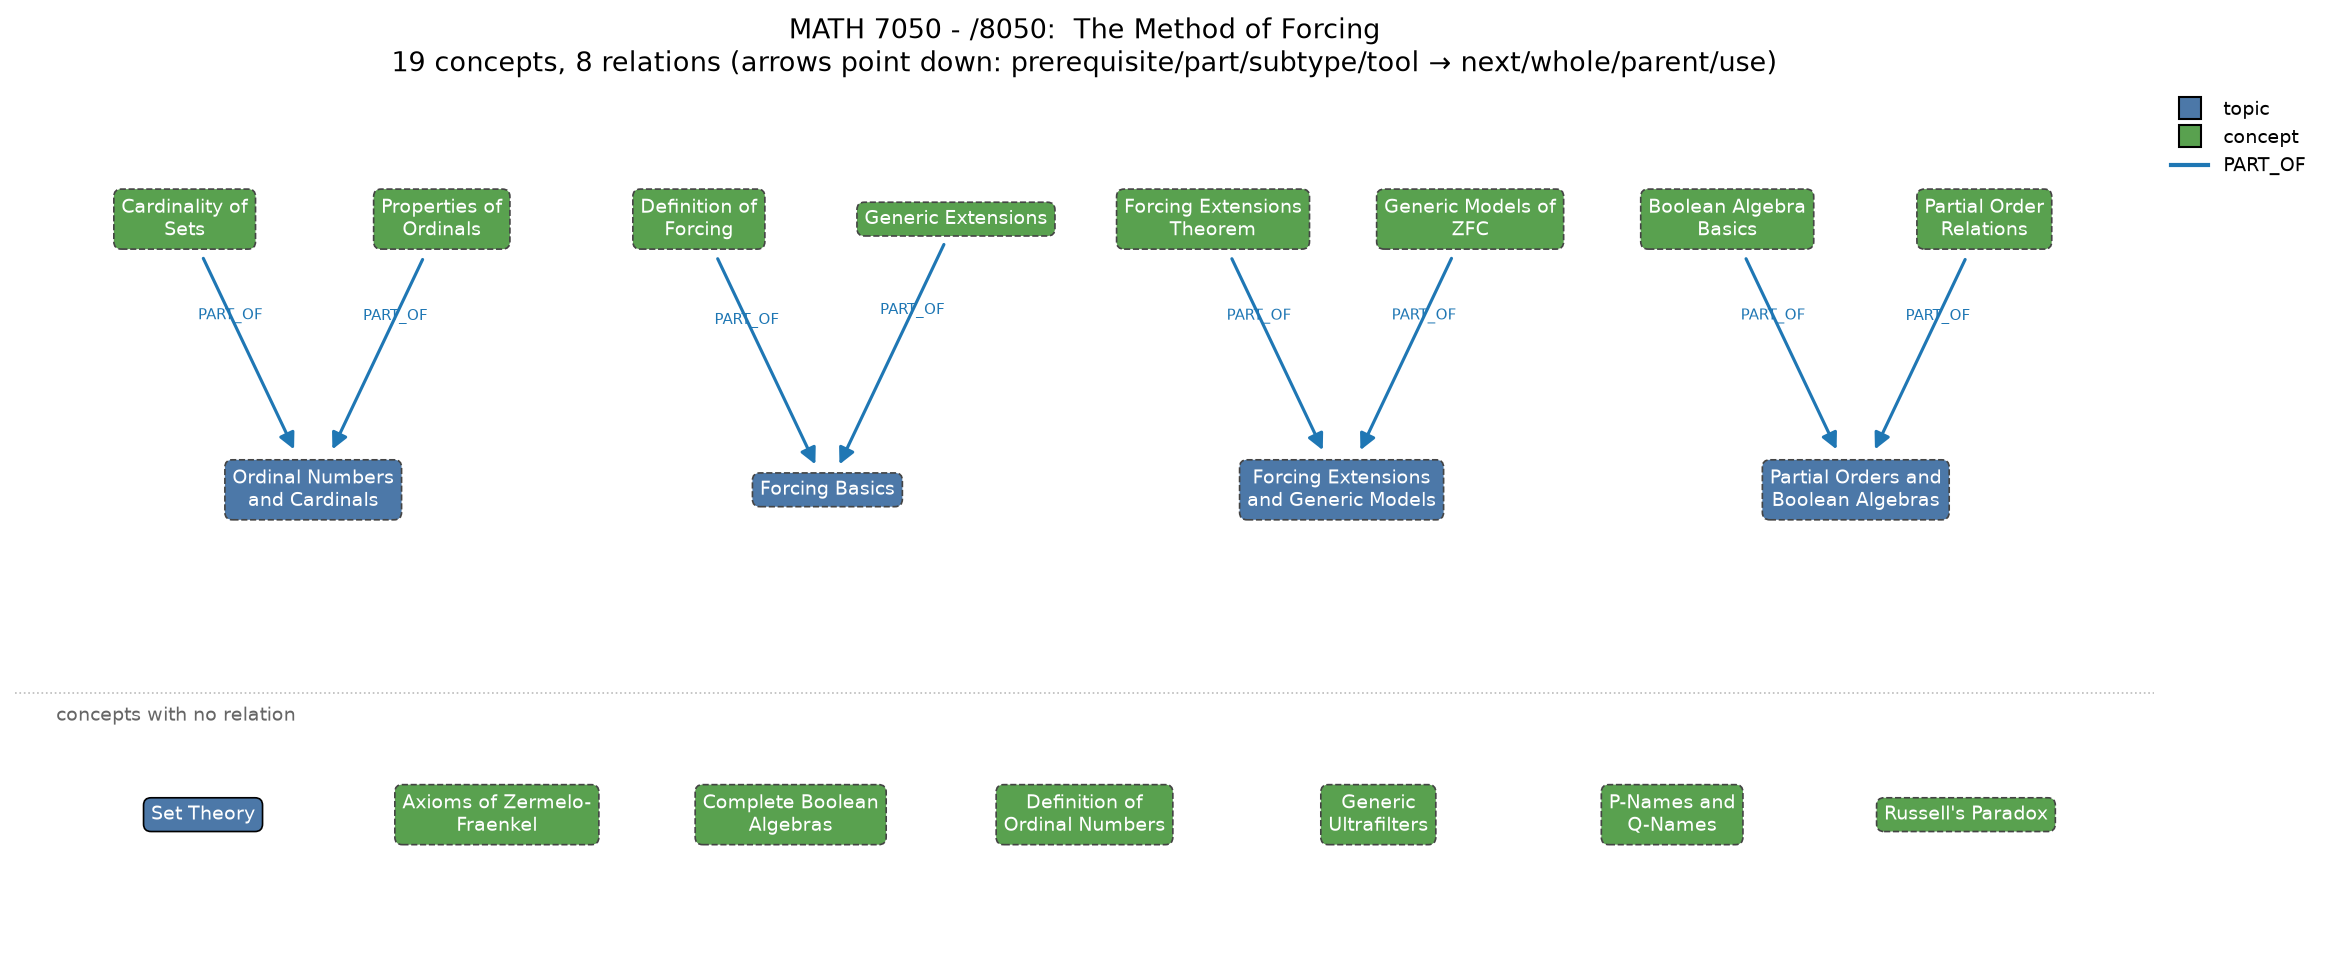 MATH 7050 - /8050:  The Method of Forcing
19 concepts, 8 relations (arrows point down: prerequisite/part/subtype/tool → next/whole/parent/use)
topic
concept
PART_OF
Cardinality of
Sets
Properties of
Ordinals
Definition of
Forcing
Generic Extensions
Forcing Extensions
Theorem
Generic Models of
ZFC
Boolean Algebra
Basics
Partial Order
Relations
PART_OF
PART_OF
PART_OF
PART_OF
PART_OF
PART_OF
PART_OF
PART_OF
Ordinal Numbers
and Cardinals
Forcing Basics
Forcing Extensions
and Generic Models
Partial Orders and
Boolean Algebras
concepts with no relation
Set Theory
Axioms of Zermelo-
Fraenkel
Complete Boolean
Algebras
Definition of
Ordinal Numbers
Generic
Ultrafilters
P-Names and
Q-Names
Russell's Paradox